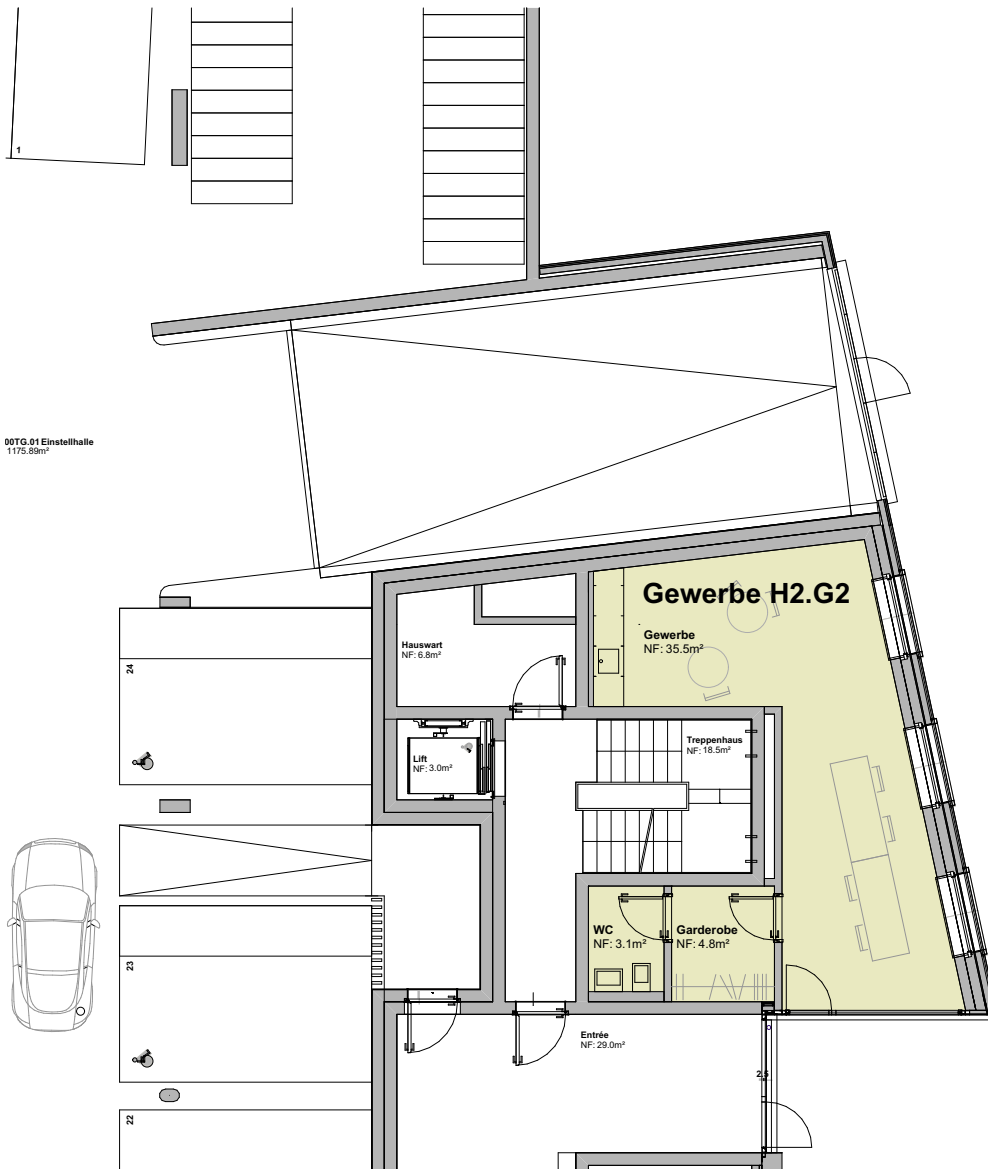 1
00TG.01 Einstellhalle
1175.89m²
Gewerbe H2.G2
Gewerbe
NF: 35.5m²
Hauswart
NF: 6.8m²
24
Treppenhaus
NF: 18.5m²
Lift
NF: 3.0m²
WC
NF: 3.1m²
Garderobe
NF: 4.8m²
23
Entrée
NF: 29.0m²
2.5
22